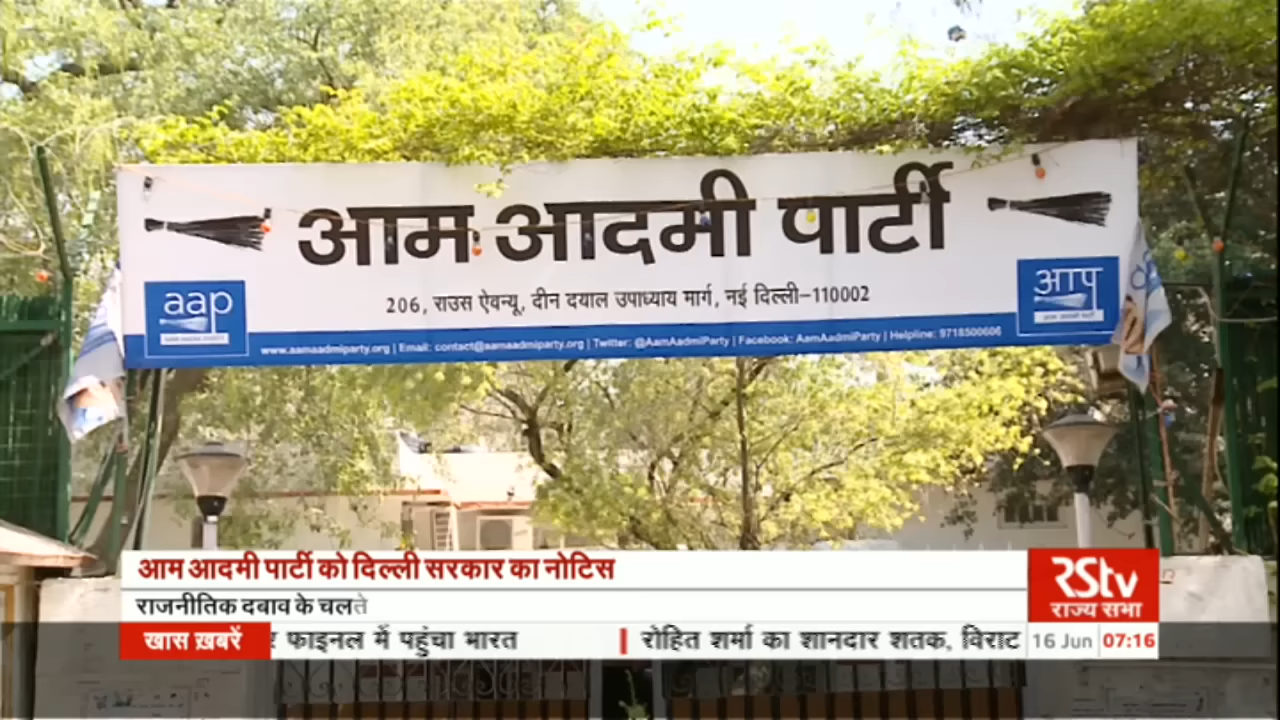 आम आदमी पार्टी
aap
206, राउस ऐवन्यू, दीन दयाल उपाध्याय मार्ग, नई दिल्ली-110002
आप
www.aamaadmiparty.org | Email: contact@aamaadmiparty.org | Twitter: @AamAadmiParty | Facebook: AamAadmiParty | Helpline: 9718500606
आम आदमी पार्टी को दिल्ली सरकार का नोटिस
राजनीतिक दबाव के चलते
RStv
राज्य सभा
खास ख़बरें
फाइनल में पहुंचा भारत | रोहित शर्मा का शानदार शतक, विराट
16 Jun 07:16